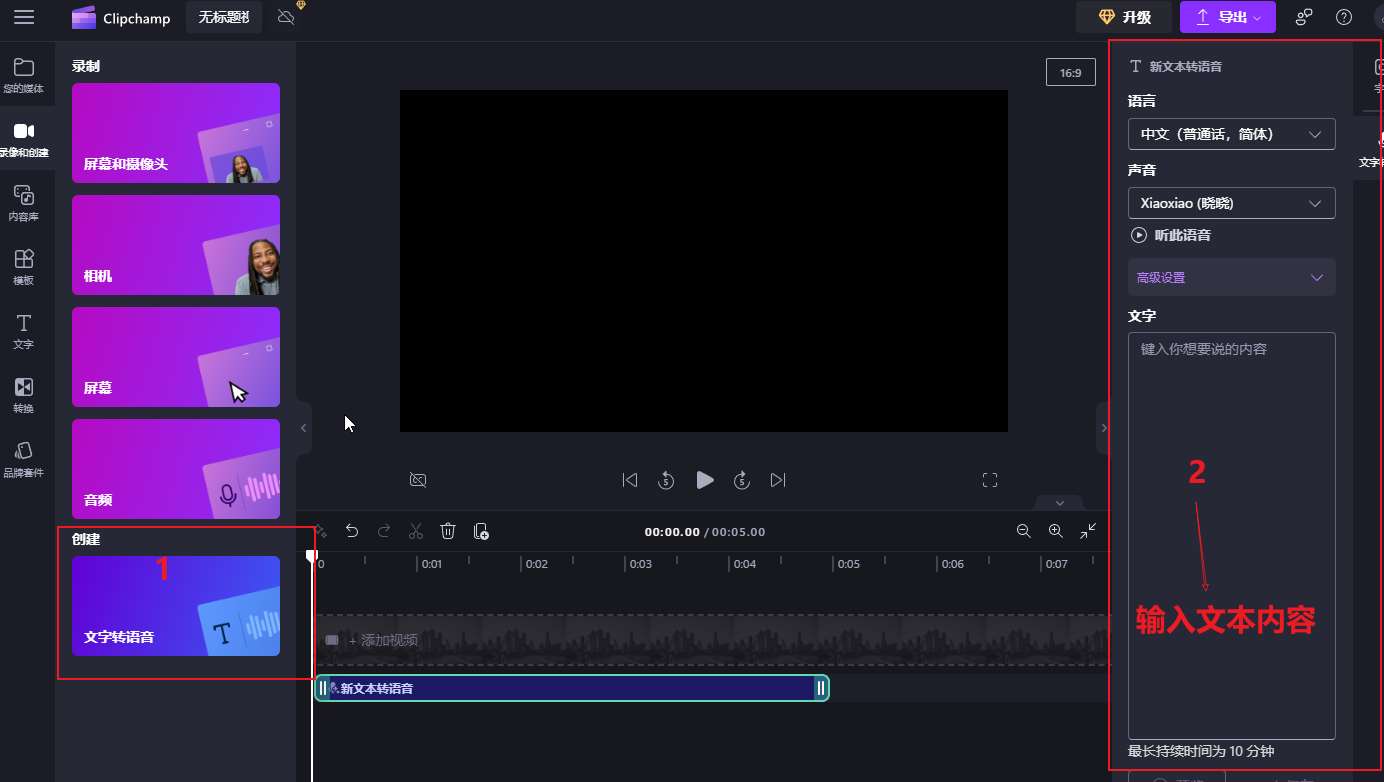 Clipchamp
无标题视
升级
导出
您的媒体
录像和创建
内容库
模板
文字
转换
品牌套件
录制
屏幕和摄像头
相机
屏幕
音频
创建
1
文字转语音
16:9
5
5
00:00.00 / 00:05.00
0
0:01
0:02
0:03
0:04
0:05
0:06
0:07
+ 添加视频
新文本转语音
新文本转语音
语言
中文（普通话，简体）
声音
Xiaoxiao (晓晓)
听此语音
高级设置
文字
键入你想要说的内容
2
输入文本内容
最长持续时间为 10 分钟